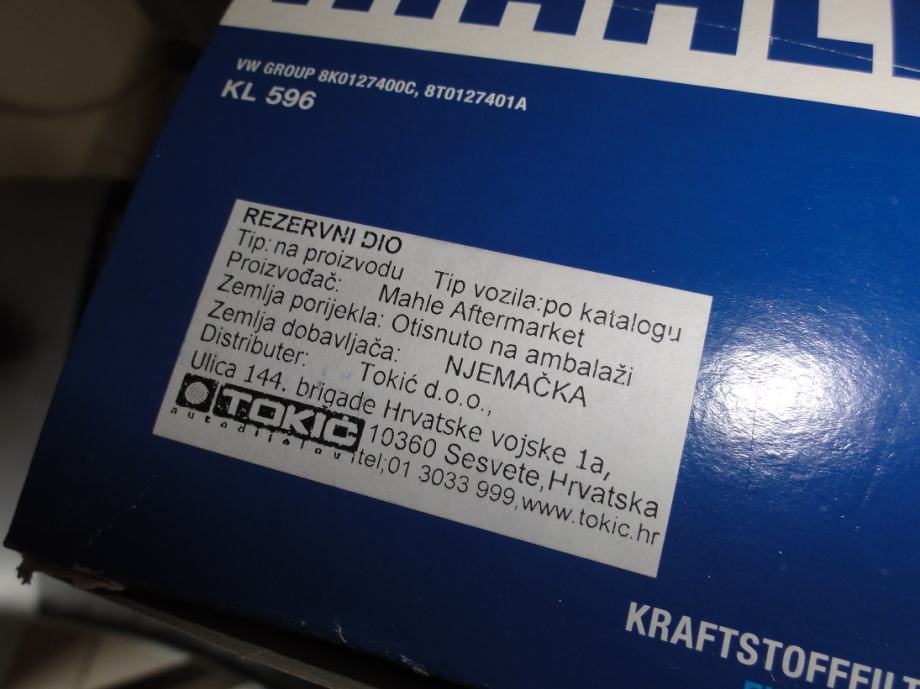 MAHL
VW GROUP 8K0127400C, 8T0127401A
KL 596
REZERVNI DIO
Tip: na proizvodu Tip vozila:po katalogu
Proizvođač: Mahle Aftermarket
Zemlja porijekla: Otisnuto na ambalaži
Zemlja dobavljača: NJEMAČKA
Distributer: Tokić d.o.o.,
Ulica 144. brigade Hrvatske vojske 1a,
TOKIĆ 10360 Sesvete,Hrvatska
autodijelovi tel;01 3033 999,www.tokic.hr
KRAFTSTOFFFILT